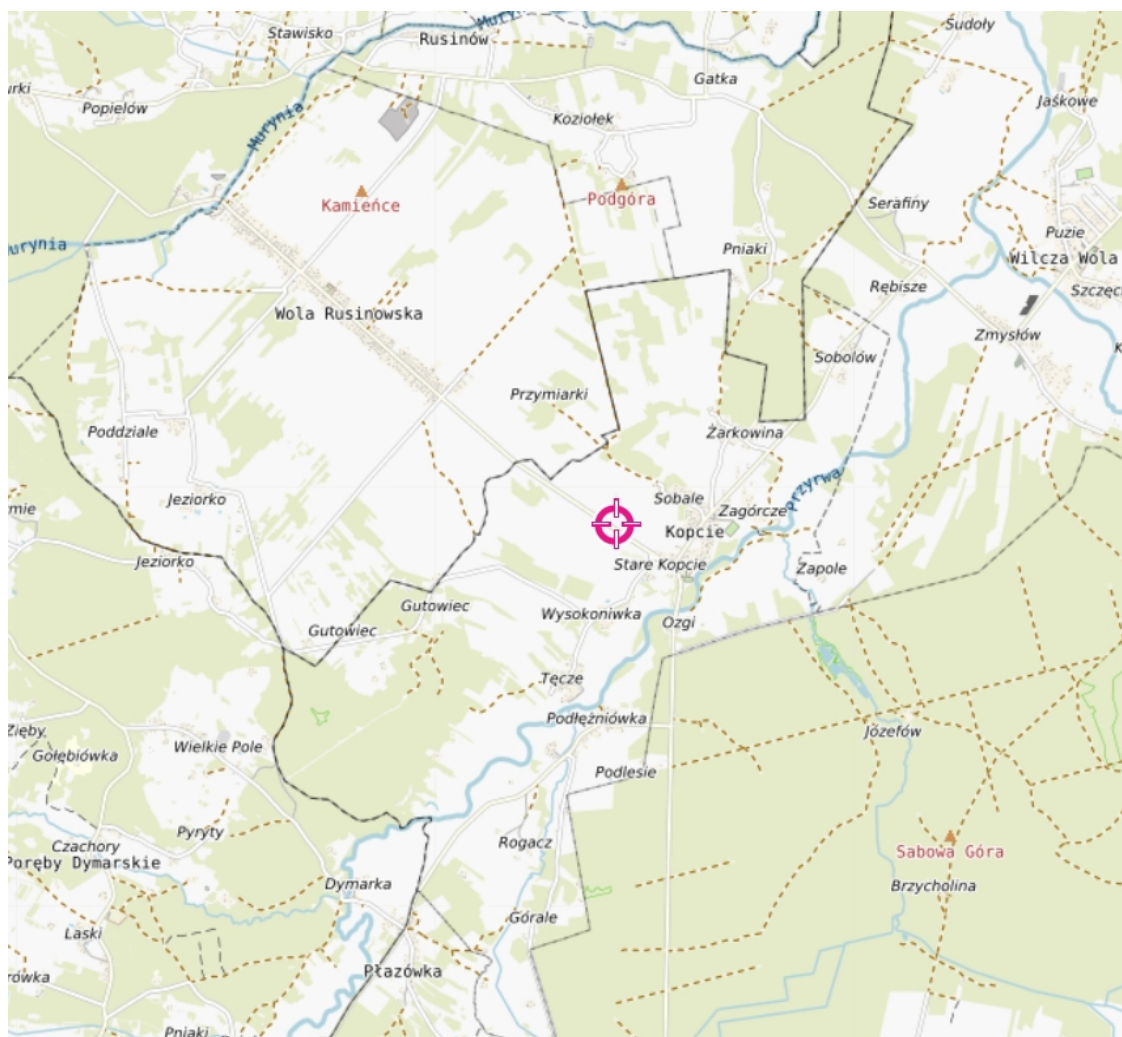 Stawisko
Murynia
Rusinów
Sudoły
Gatka
Popielów
Koziołek
Jaśkowe
Murynia
Kamieńce
Podgóra
Serafiny
Puzie
Pniaki
Wilcza Wola
Rębisze
Wola Rusinowska
Zmysłów
Sobolów
Przymiarki
Poddziale
Żarkowina
Przyrwa
Jeziorko
Sobale
Zagórcze
Kopcie
Jeziorko
Stare Kopcie
Zapole
Gutowiec
Wysokoniwka
Gutowiec
Ozgi
Tęcze
Podłężniówka
Gołębiówka
Wielkie Pole
Józefów
Podlesie
Pyryty
Rogacz
Czachory
Poręby Dymarskie
Sabowa Góra
Dymarka
Brzycholina
Górale
Laski
Płazówka
Pniaki